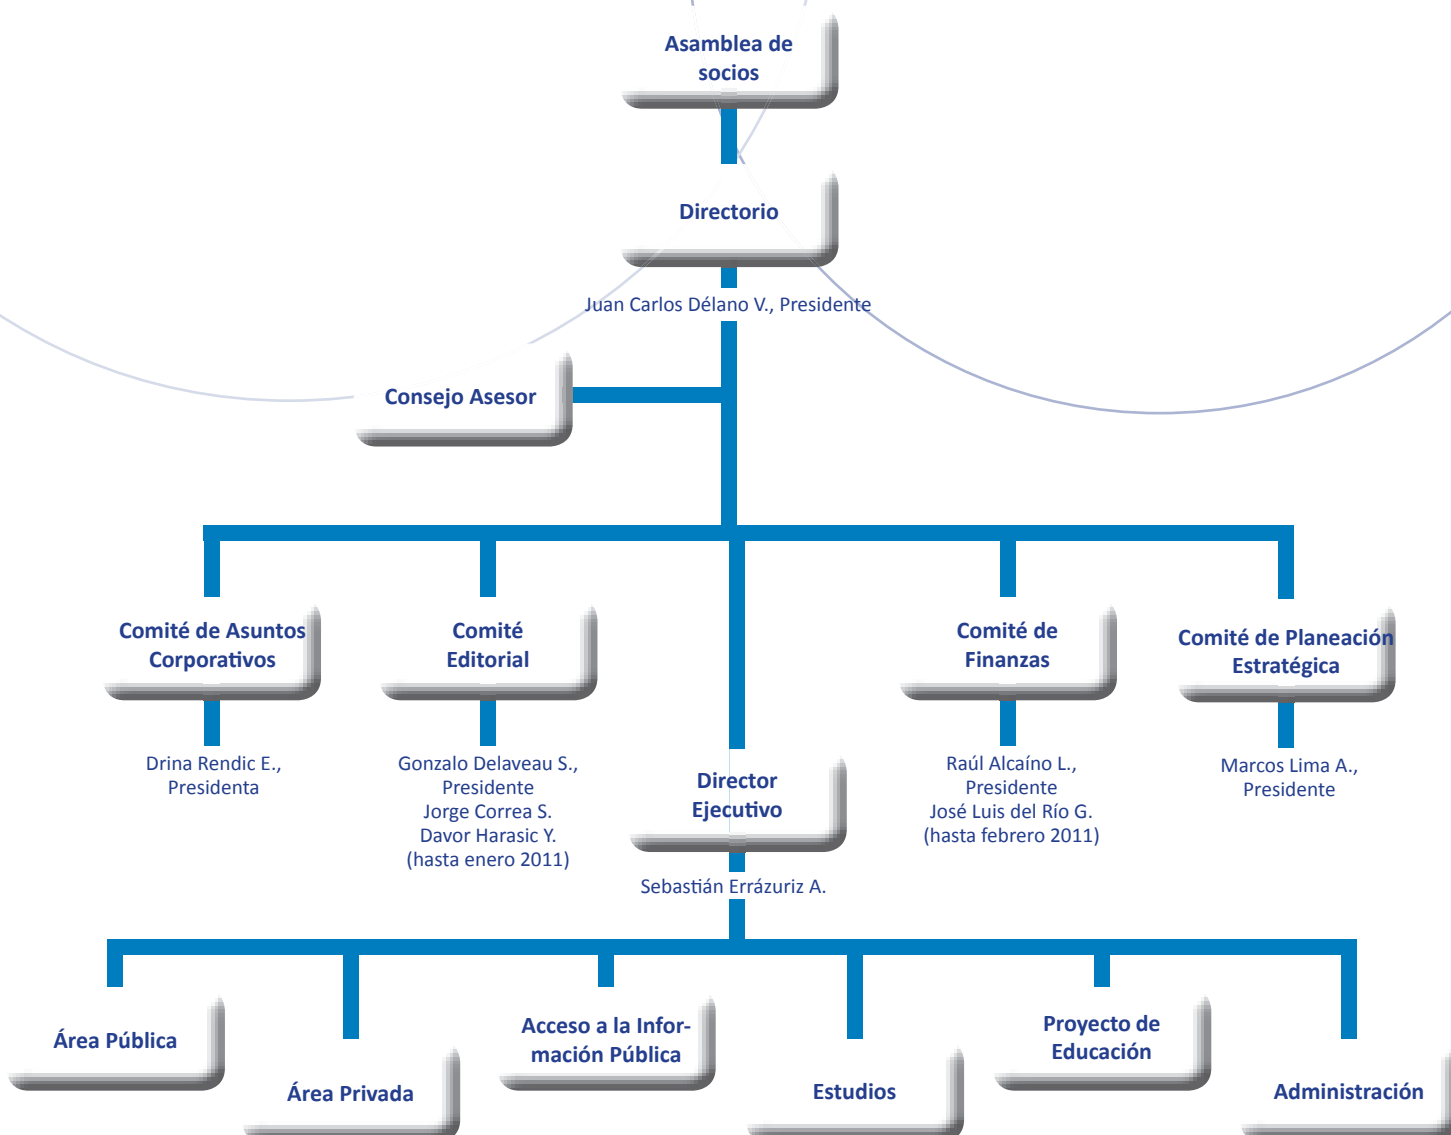 Asamblea de
socios
Directorio
Juan Carlos Délano V., Presidente
Consejo Asesor
Comité de Asuntos
Corporativos
Drina Rendic E.,
Presidenta
Comité
Editorial
Gonzalo Delaveau S.,
Presidente
Jorge Correa S.
Davor Harasic Y.
(hasta enero 2011)
Director
Ejecutivo
Sebastián Errázuriz A.
Comité de
Finanzas
Raúl Alcaíno L.,
Presidente
José Luis del Río G.
(hasta febrero 2011)
Comité de Planeación
Estratégica
Marcos Lima A.,
Presidente
Área Pública
Área Privada
Acceso a la Infor-
mación Pública
Estudios
Proyecto de
Educación
Administración